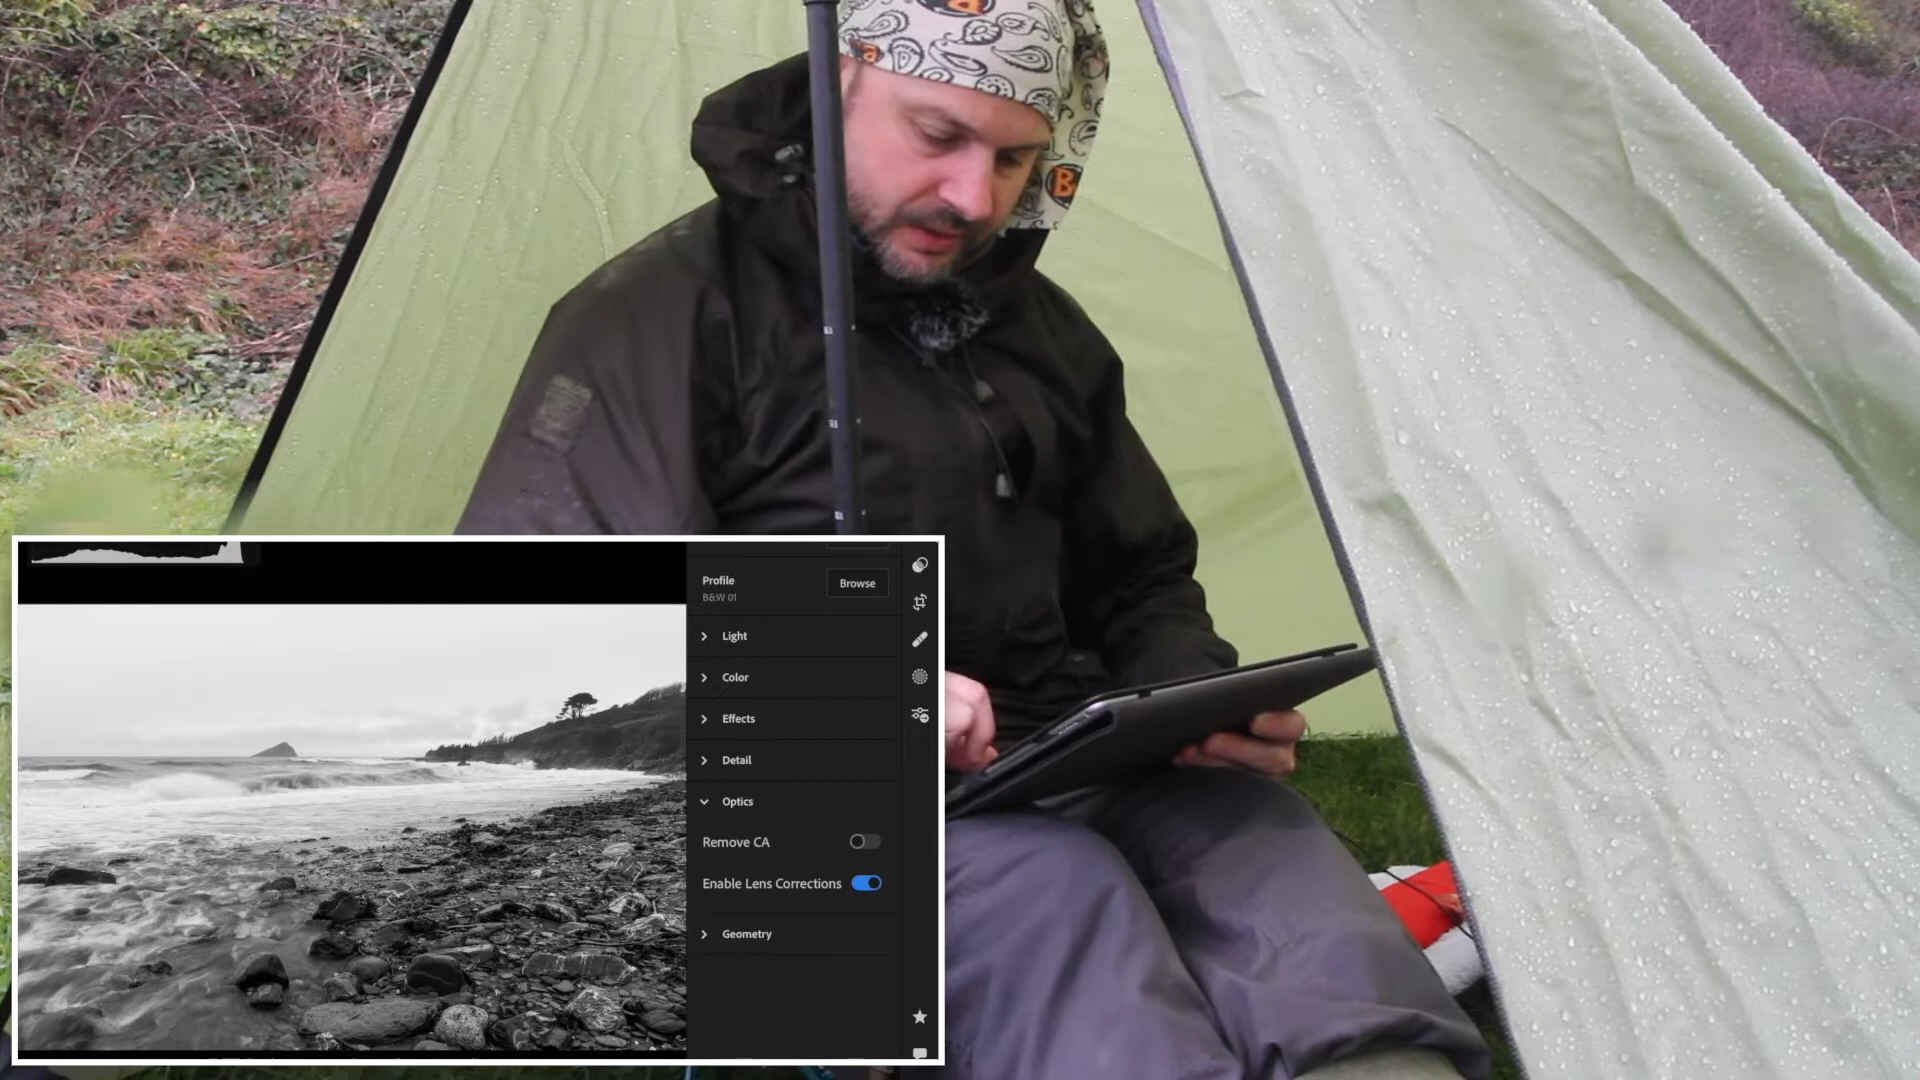 B
B
Profile
Browse
B&W 01
Light
Color
Effects
Detail
Optics
Remove CA
Enable Lens Corrections
Geometry